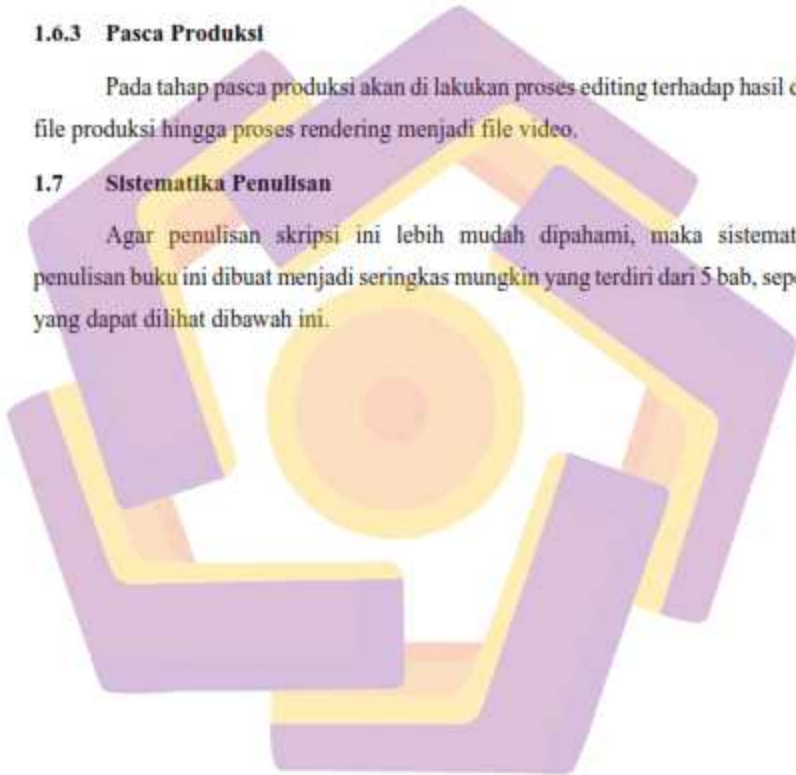 1.6.3 Pasca Produksi
Pada tahap pasca produksi akan di lakukan proses editing terhadap hasil d
file produksi hingga proses rendering menjadi file video.
1.7 Sistematika Penulisan
Agar penulisan skripsi ini lebih mudah dipahami, maka sistemat
penulisan buku ini dibuat menjadi seringkas mungkin yang terdiri dari 5 bab, sepe
yang dapat dilihat dibawah ini.